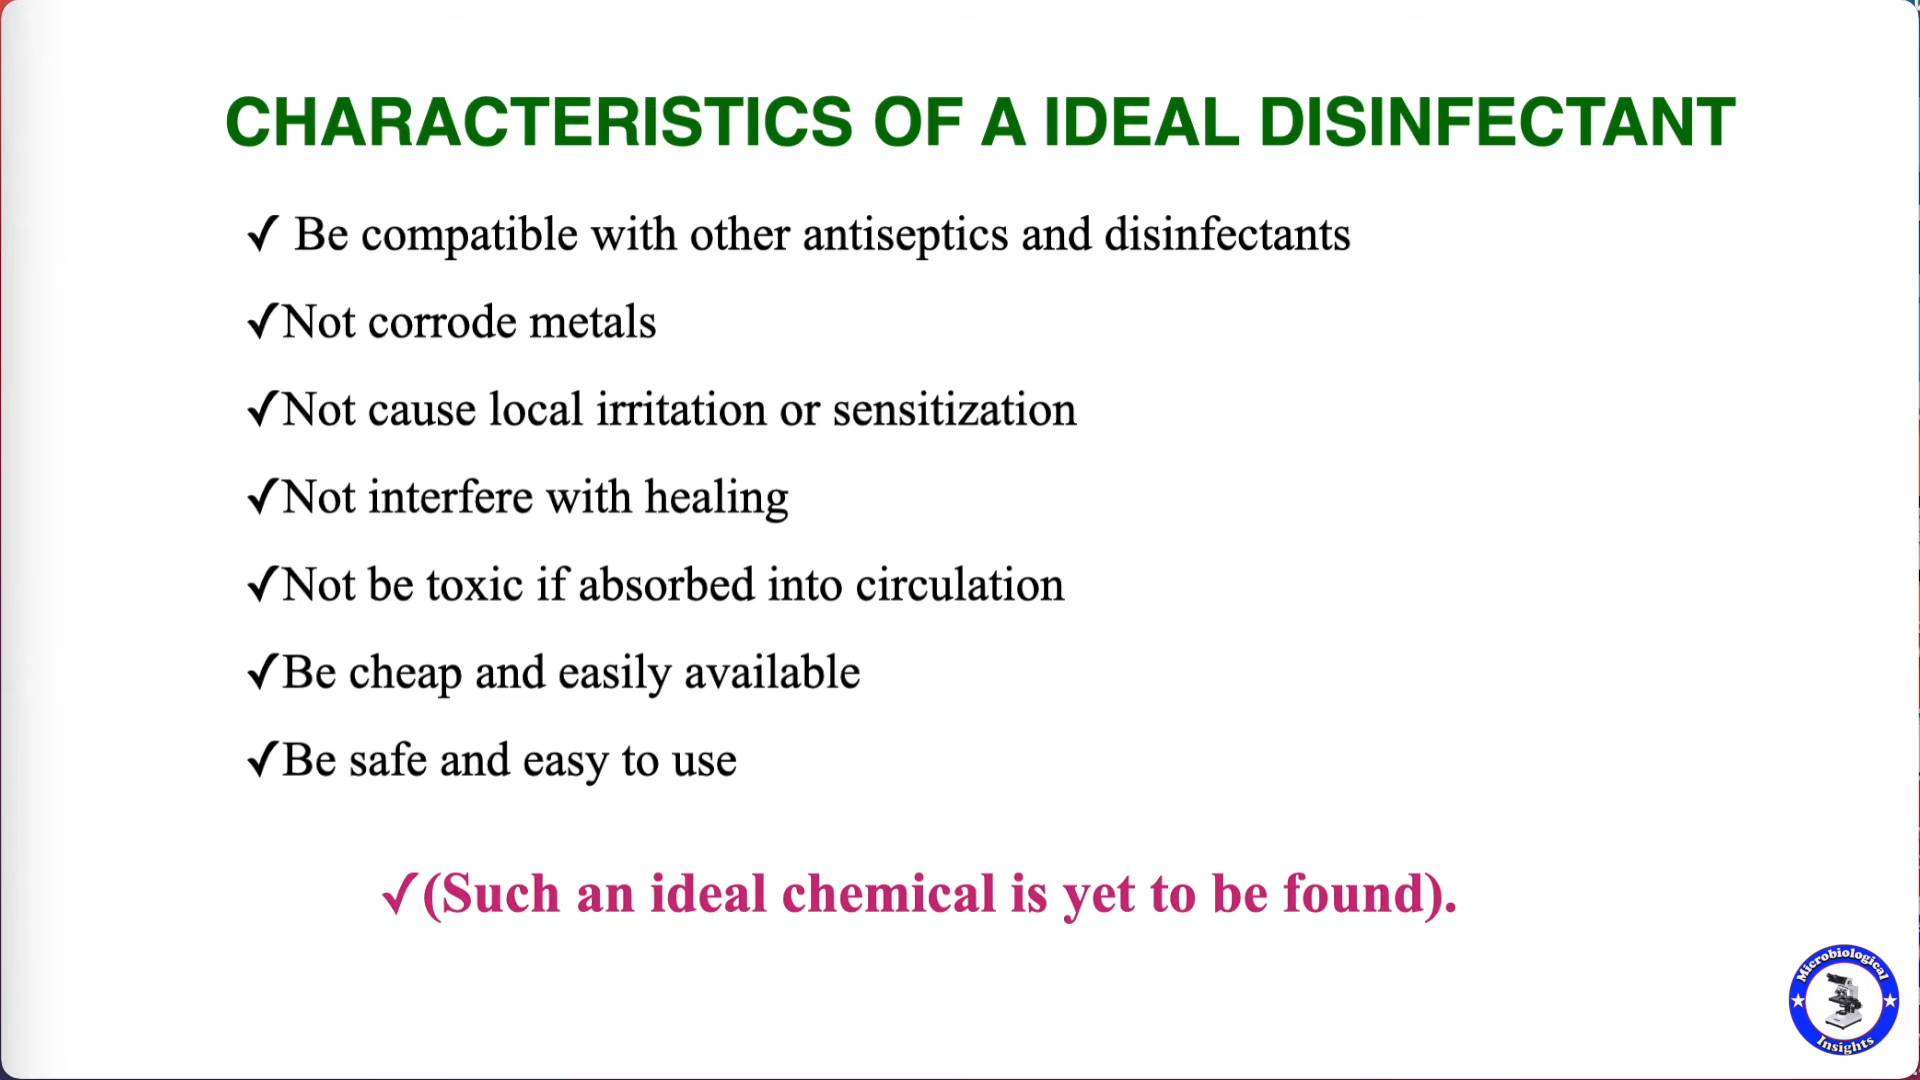 CHARACTERISTICS OF A IDEAL DISINFECTANT
✓ Be compatible with other antiseptics and disinfectants
✓Not corrode metals
✓Not cause local irritation or sensitization
✓Not interfere with healing
✓Not be toxic if absorbed into circulation
✓Be cheap and easily available
✓Be safe and easy to use
✓(Such an ideal chemical is yet to be found).
Microbiological
Insights